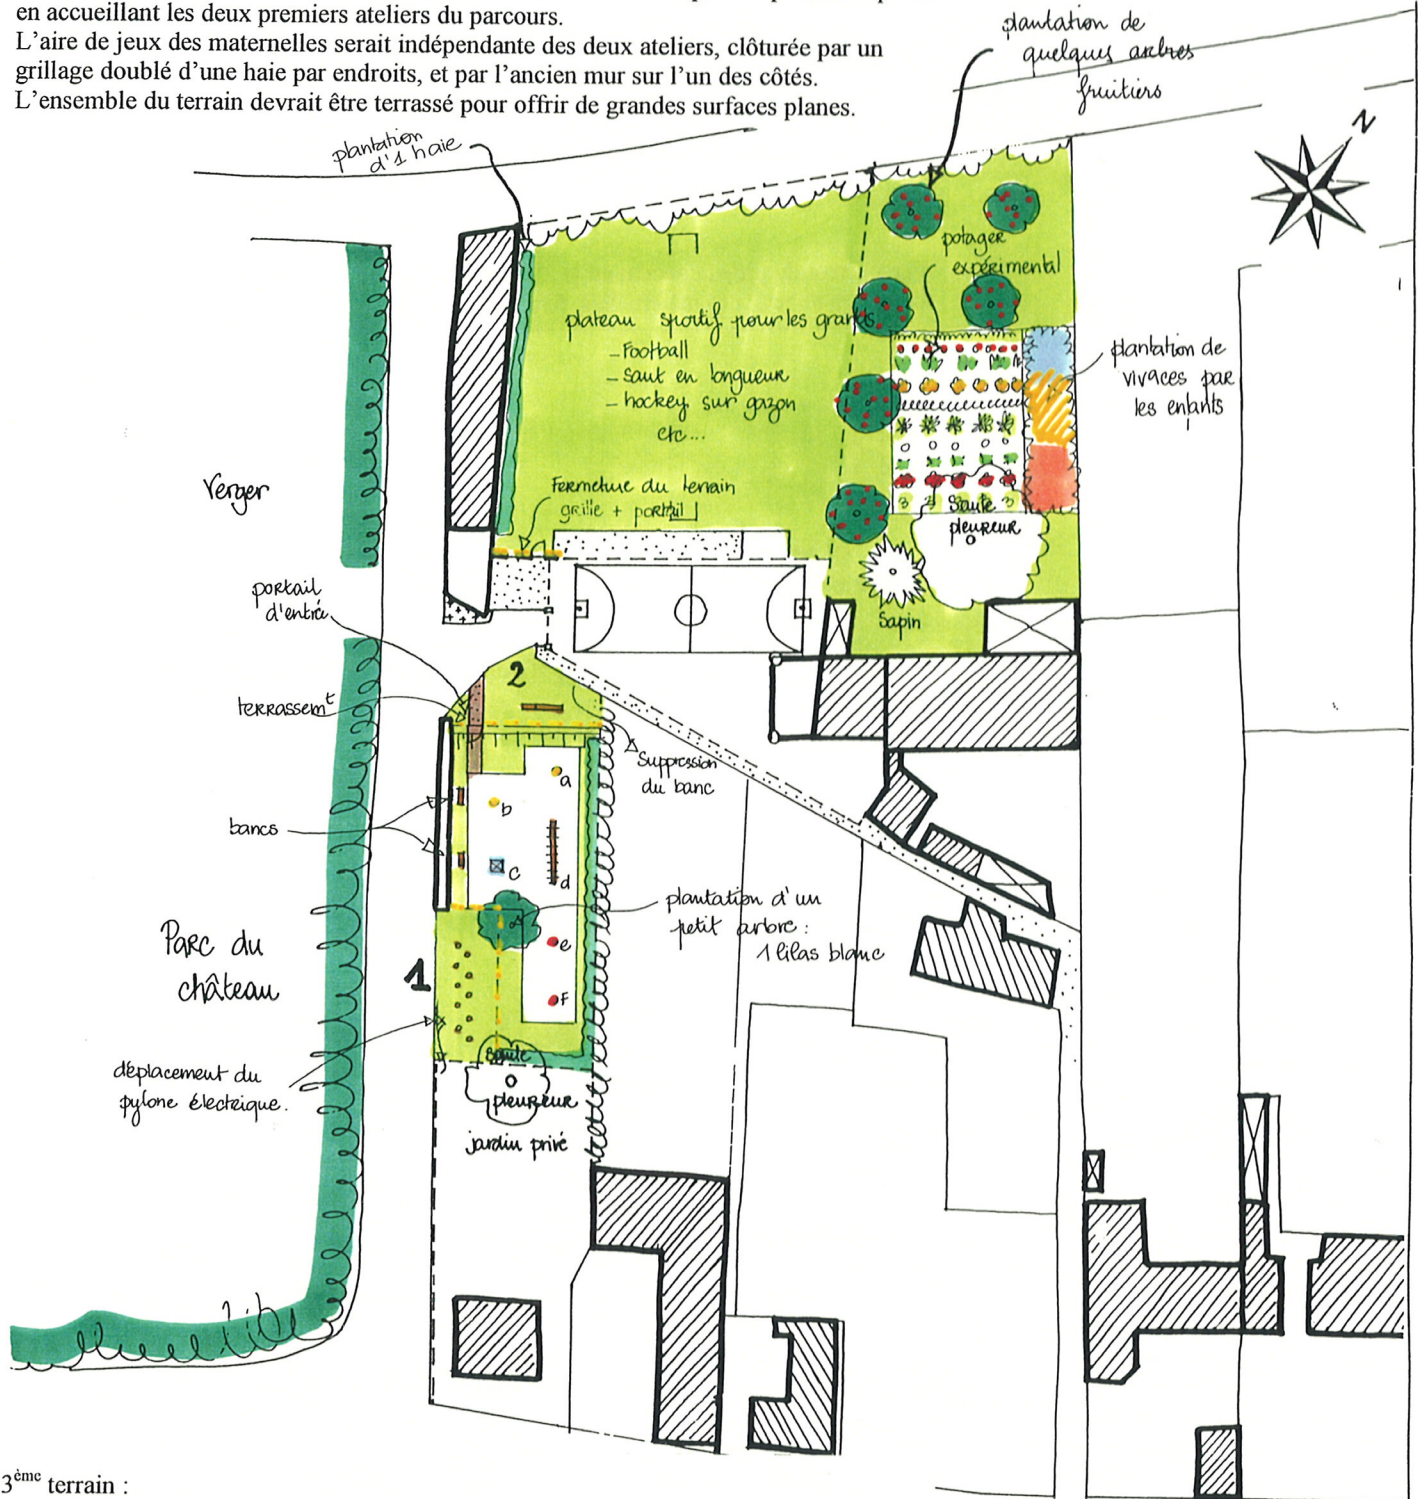 en accueillant les deux premiers ateliers du parcours.
L'aire de jeux des maternelles serait indépendante des deux ateliers, clôturée par un
grillage doublé d'une haie par endroits, et par l'ancien mur sur l'un des côtés.
L'ensemble du terrain devrait être terrassé pour offrir de grandes surfaces planes.
plantation de
quelques arbres
fruitiers
N
plantation
d'1 haie
potager
expérimental
plateau sportif pour les grands
- Football
- Saut en longueur
- hockey sur gazon
etc...
plantation de
vivaces par
les enfants
Verger
Fermeture du terrain
grille + portail
Saule
pleureur
Sapin
portail
d'entrée
2
terrassemt
Suppression
du banc
a
b
bancs
c
d
plantation d'un
petit arbre :
1 lilas blanc
e
F
Parc du
château
1
déplacement du
pylone électrique.
Saule
pleureur
jardin privé
3ème terrain :